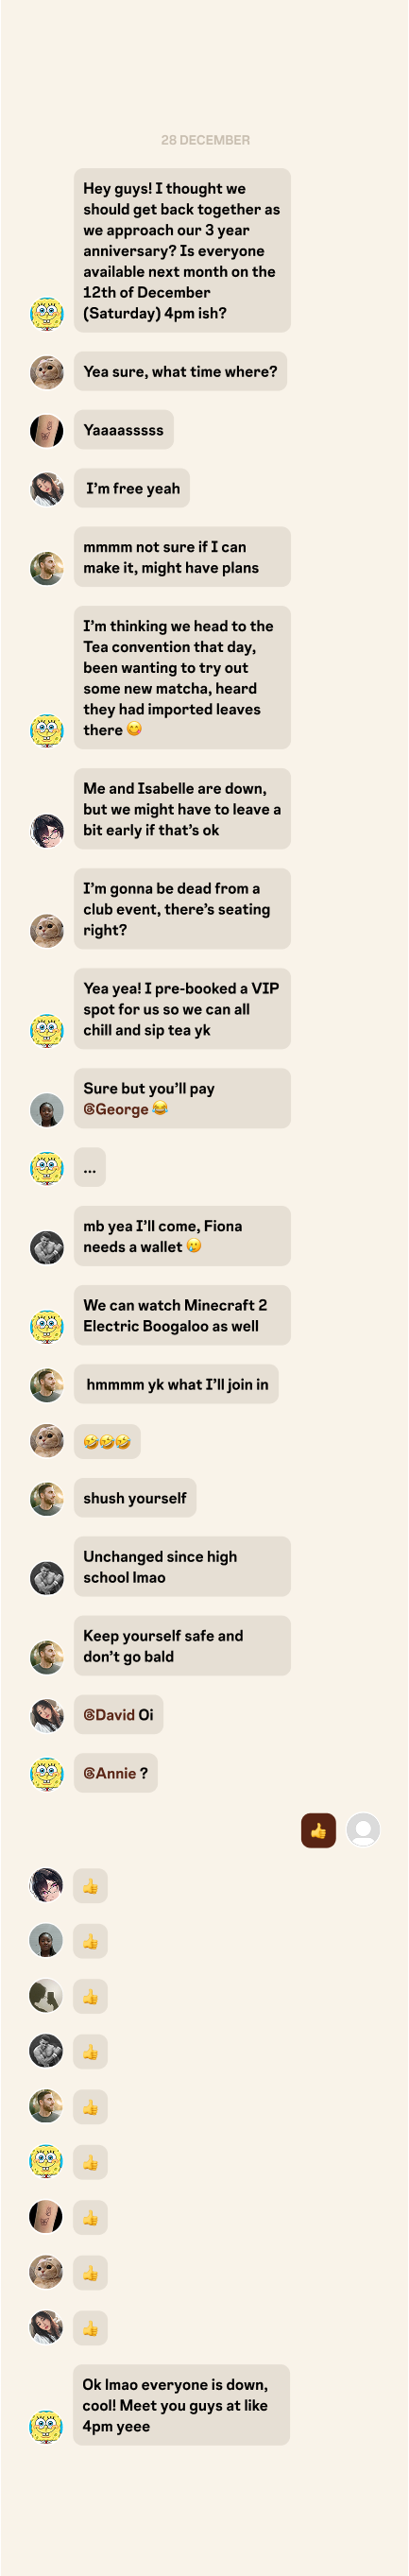 28 DECEMBER
Hey guys! I thought we
should get back together as
we approach our 3 year
anniversary? Is everyone
available next month on the
12th of December
(Saturday) 4pm ish?
Yea sure, what time where?
Yaaaasssss
I'm free yeah
mmmm not sure if I can
make it, might have plans
I'm thinking we head to the
Tea convention that day,
been wanting to try out
some new matcha, heard
they had imported leaves
there 😋
Me and Isabelle are down,
but we might have to leave a
bit early if that's ok
I'm gonna be dead from a
club event, there's seating
right?
Yea yea! I pre-booked a VIP
spot for us so we can all
chill and sip tea yk
Sure but you'll pay
@George 😂
...
mb yea I'll come, Fiona
needs a wallet 🥲
We can watch Minecraft 2
Electric Boogaloo as well
hmmmm yk what I'll join in
🤣🤣🤣
shush yourself
Unchanged since high
school lmao
Keep yourself safe and
don't go bald
@David Oi
@Annie ?
👍
👍
👍
👍
👍
👍
👍
👍
👍
👍
Ok lmao everyone is down,
cool! Meet you guys at like
4pm yeee